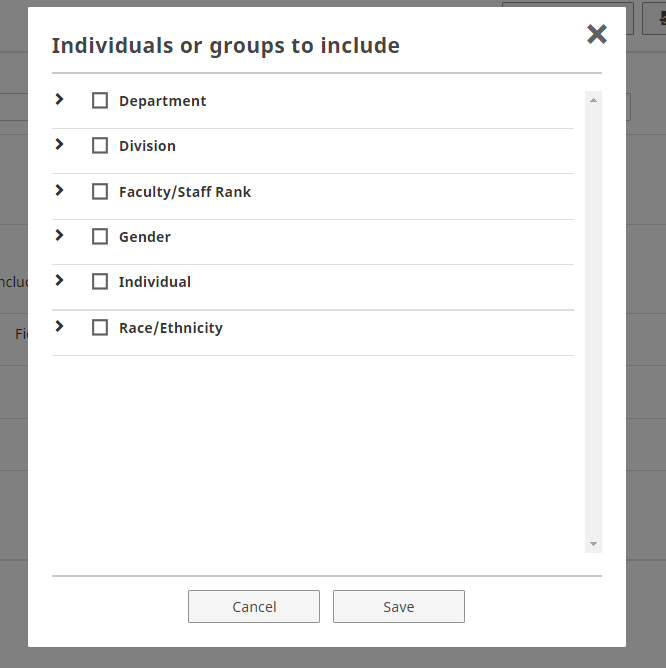 Individuals or groups to include
Department
Division
Faculty/Staff Rank
Gender
Individual
Race/Ethnicity
Cancel
Save